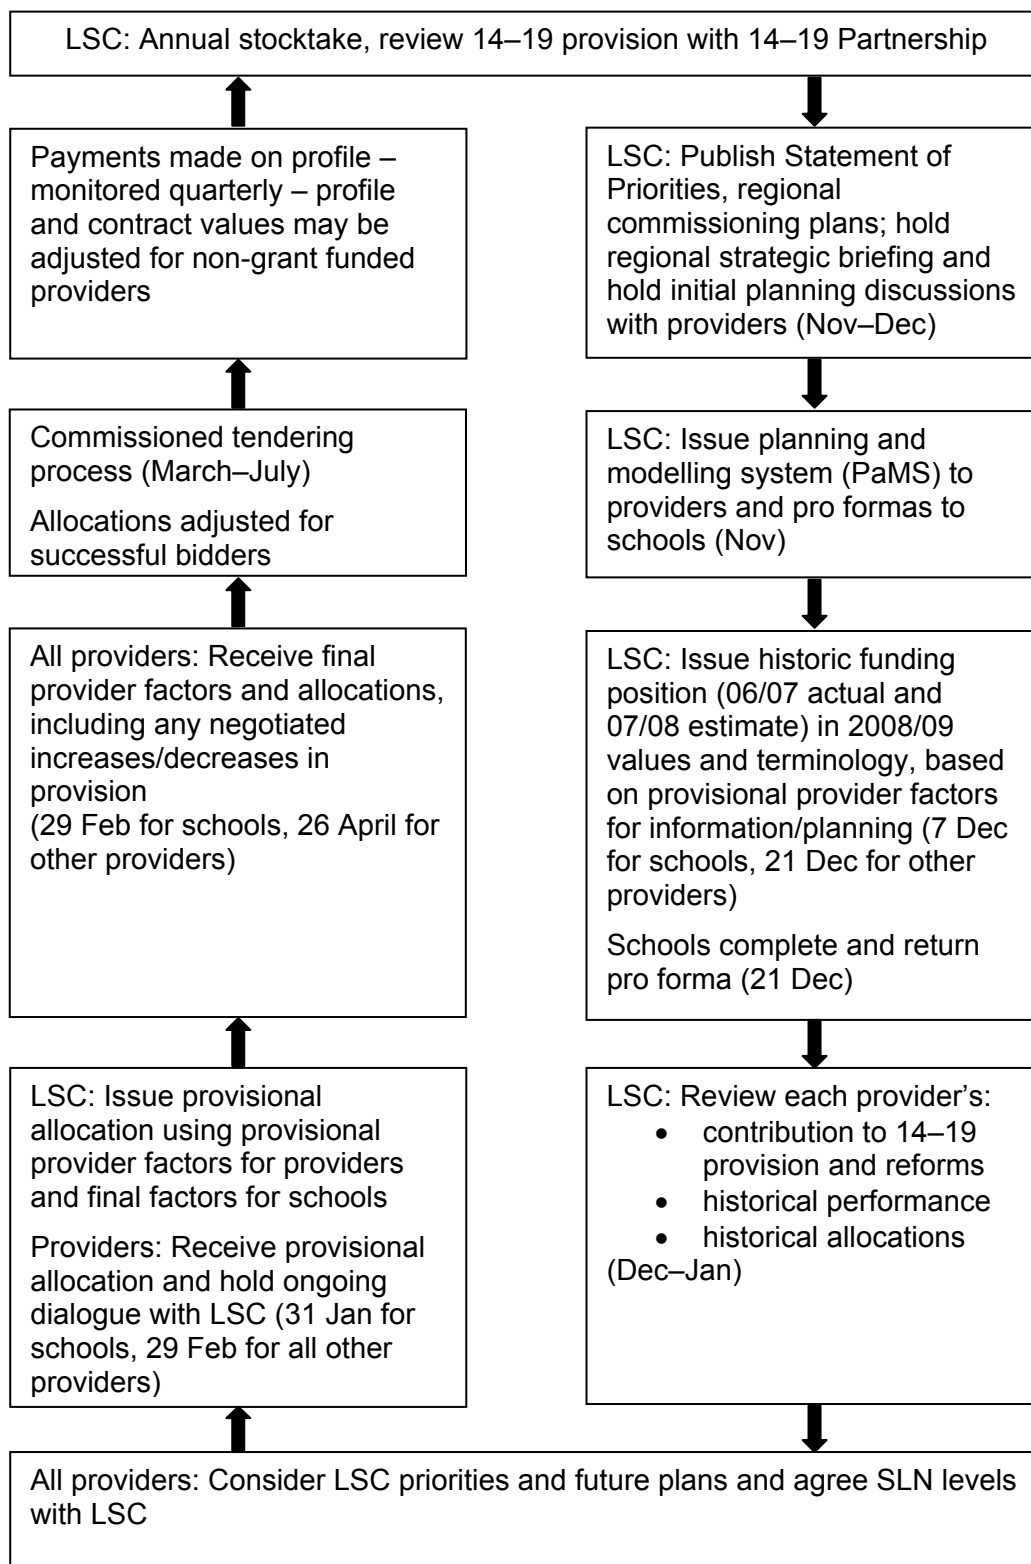 LSC: Annual stocktake, review 14–19 provision with 14–19 Partnership
Payments made on profile –
monitored quarterly – profile
and contract values may be
adjusted for non-grant funded
providers
LSC: Publish Statement of
Priorities, regional
commissioning plans; hold
regional strategic briefing and
hold initial planning discussions
with providers (Nov–Dec)
Commissioned tendering
process (March–July)
Allocations adjusted for
successful bidders
LSC: Issue planning and
modelling system (PaMS) to
providers and pro formas to
schools (Nov)
All providers: Receive final
provider factors and allocations,
including any negotiated
increases/decreases in
provision
(29 Feb for schools, 26 April for
other providers)
LSC: Issue historic funding
position (06/07 actual and
07/08 estimate) in 2008/09
values and terminology, based
on provisional provider factors
for information/planning (7 Dec
for schools, 21 Dec for other
providers)
Schools complete and return
pro forma (21 Dec)
LSC: Issue provisional
allocation using provisional
provider factors for providers
and final factors for schools
Providers: Receive provisional
allocation and hold ongoing
dialogue with LSC (31 Jan for
schools, 29 Feb for all other
providers)
LSC: Review each provider’s:
• contribution to 14–19
provision and reforms
• historical performance
• historical allocations
(Dec–Jan)
All providers: Consider LSC priorities and future plans and agree SLN levels
with LSC